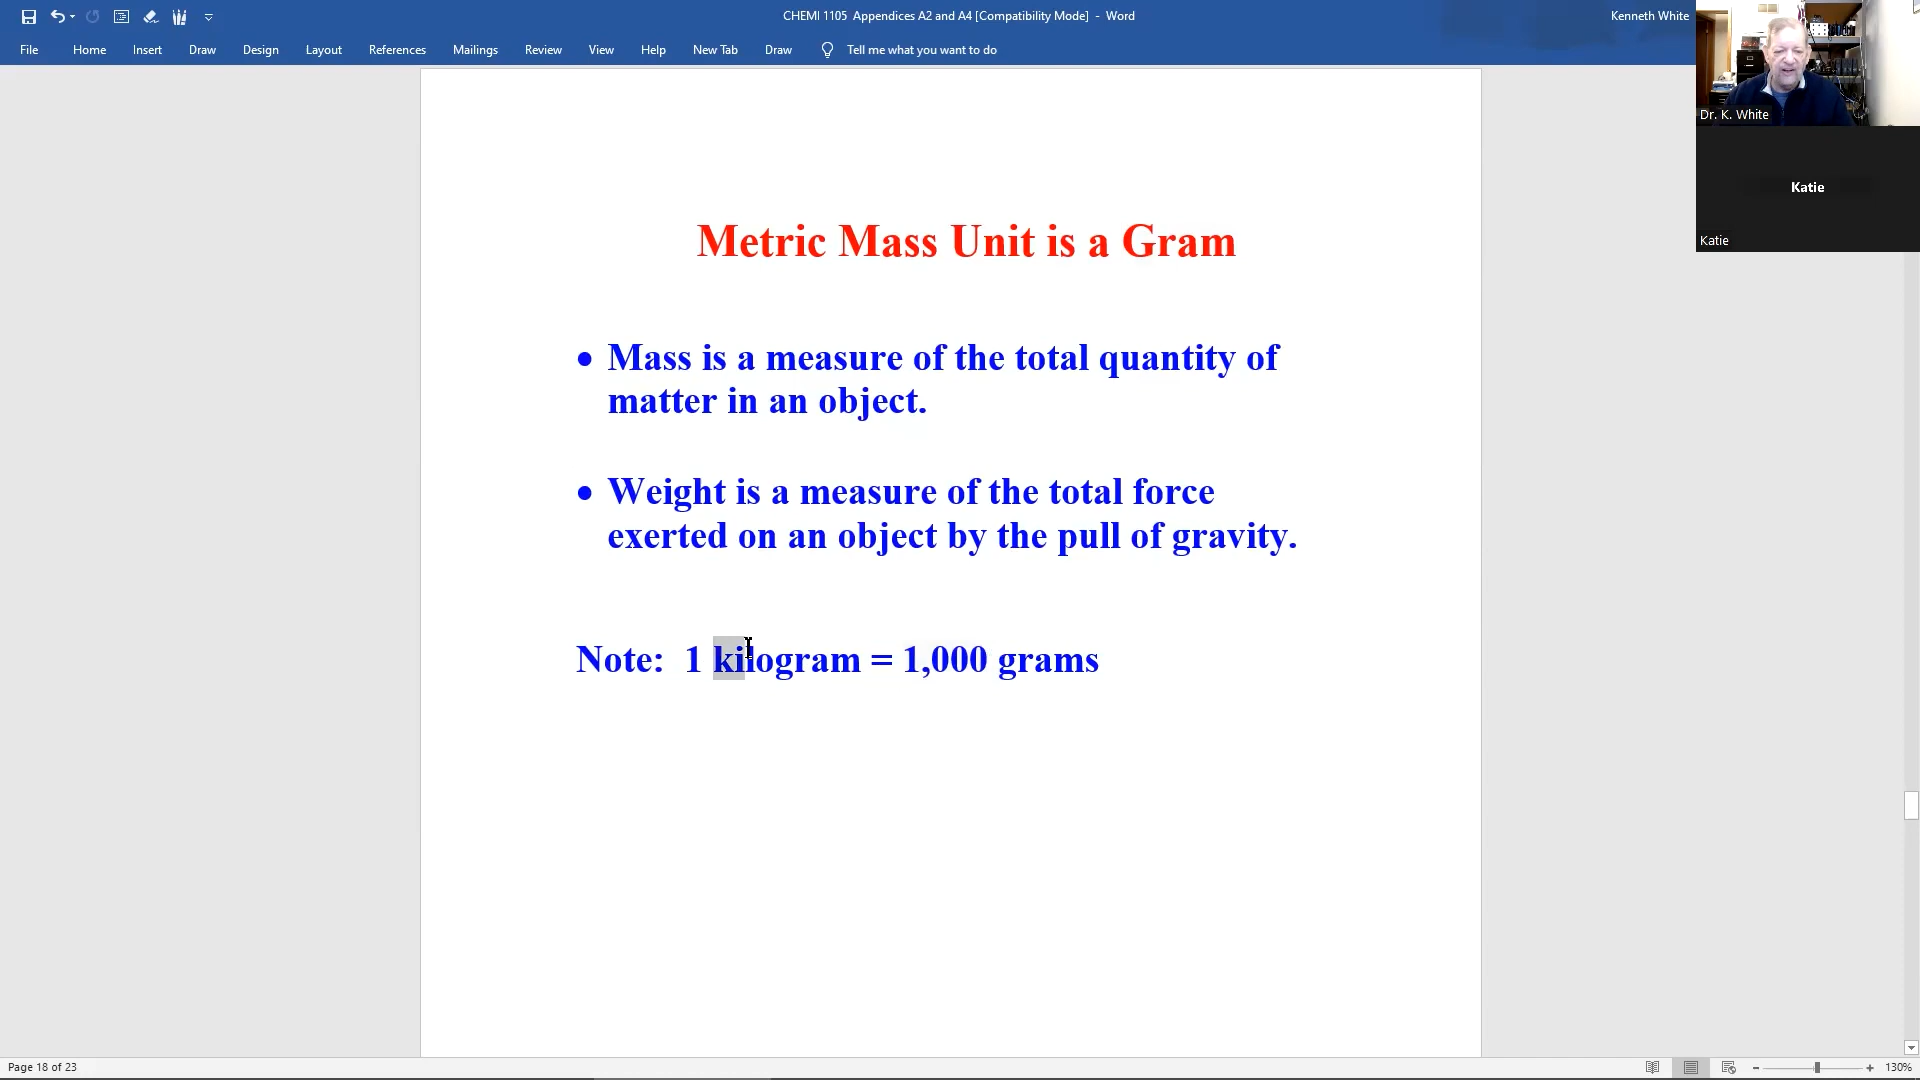 CHEMI 1105 Appendices A2 and A4 [Compatibility Mode] - Word
Kenneth White
File Home Insert Draw Design Layout References Mailings Review View Help New Tab Draw Tell me what you want to do
Dr. K. White
Katie
Katie
Metric Mass Unit is a Gram
• Mass is a measure of the total quantity of
matter in an object.
• Weight is a measure of the total force
exerted on an object by the pull of gravity.
Note: 1 kilogram = 1,000 grams
Page 18 of 23
130%